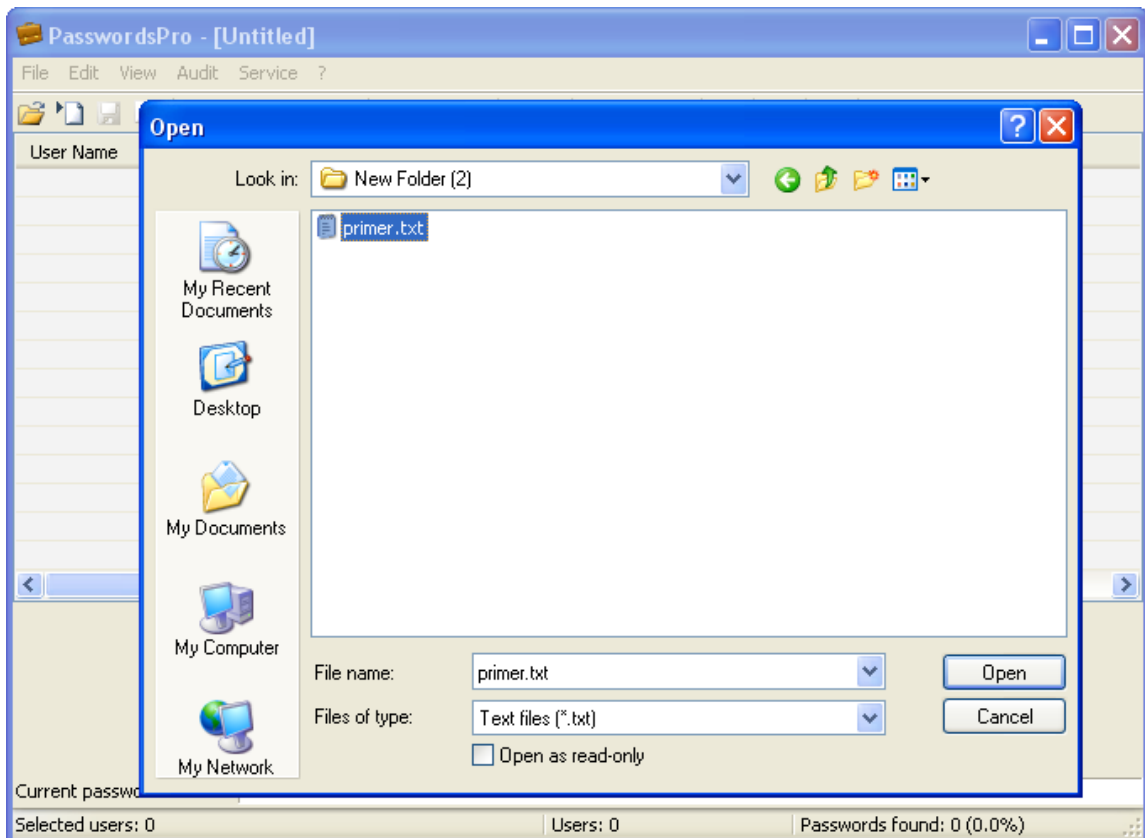 PasswordsPro - [Untitled]
File Edit View Audit Service ?
Open
User Name
Look in: New Folder (2)
primer.txt
My Recent
Documents
Desktop
My Documents
My Computer
My Network
File name: primer.txt Open
Files of type: Text files (*.txt) Cancel
Open as read-only
Current passwo
Selected users: 0 Users: 0 Passwords found: 0 (0.0%)